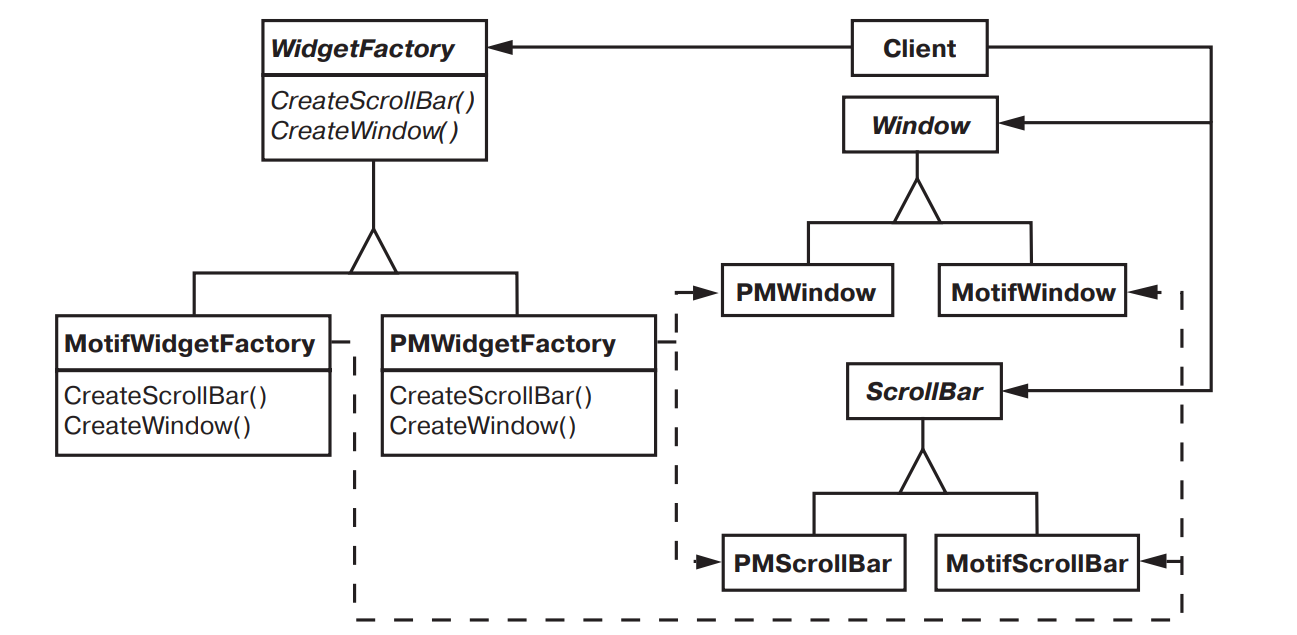 WidgetFactory
CreateScrollBar()
CreateWindow()
Client
Window
PMWindow
MotifWindow
MotifWidgetFactory
CreateScrollBar()
CreateWindow()
PMWidgetFactory
CreateScrollBar()
CreateWindow()
ScrollBar
PMScrollBar
MotifScrollBar